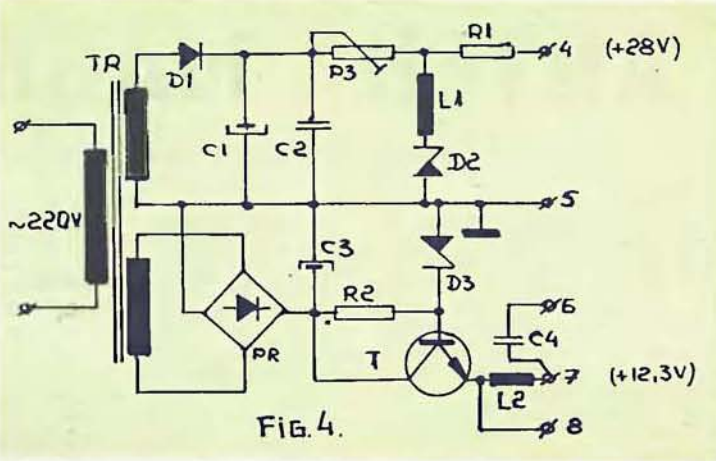 R1
4 (+28V)
TR
D1
P3
L1
C1
C2
D2
~220V
5
C3
D3
R2
6
C4
PR
T
7 (+12,3V)
L2
8
FiG.4.